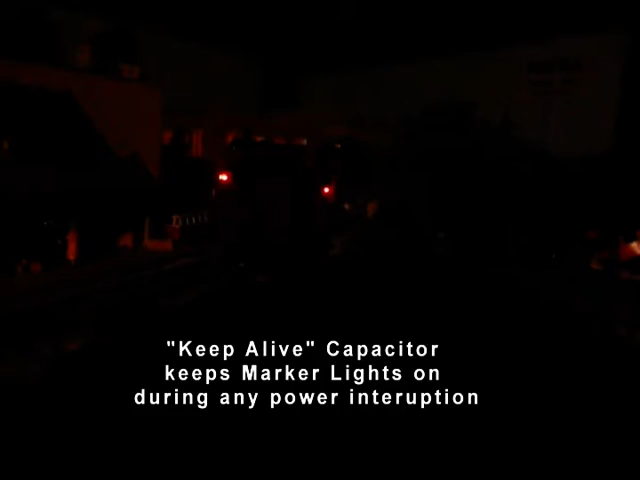 "Keep Alive" Capacitor
keeps Marker Lights on
during any power interuption